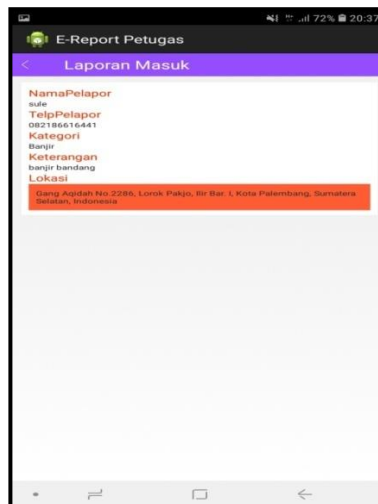 72% 20:37
E-Report Petugas
Laporan Masuk
NamaPelapor
sule
TelpPelapor
082186616441
Kategori
Banjir
Keterangan
banjir bandang
Lokasi
Gang Aqidah No.2286, Lorok Pakjo, Ilir Bar. I, Kota Palembang, Sumatera
Selatan, Indonesia